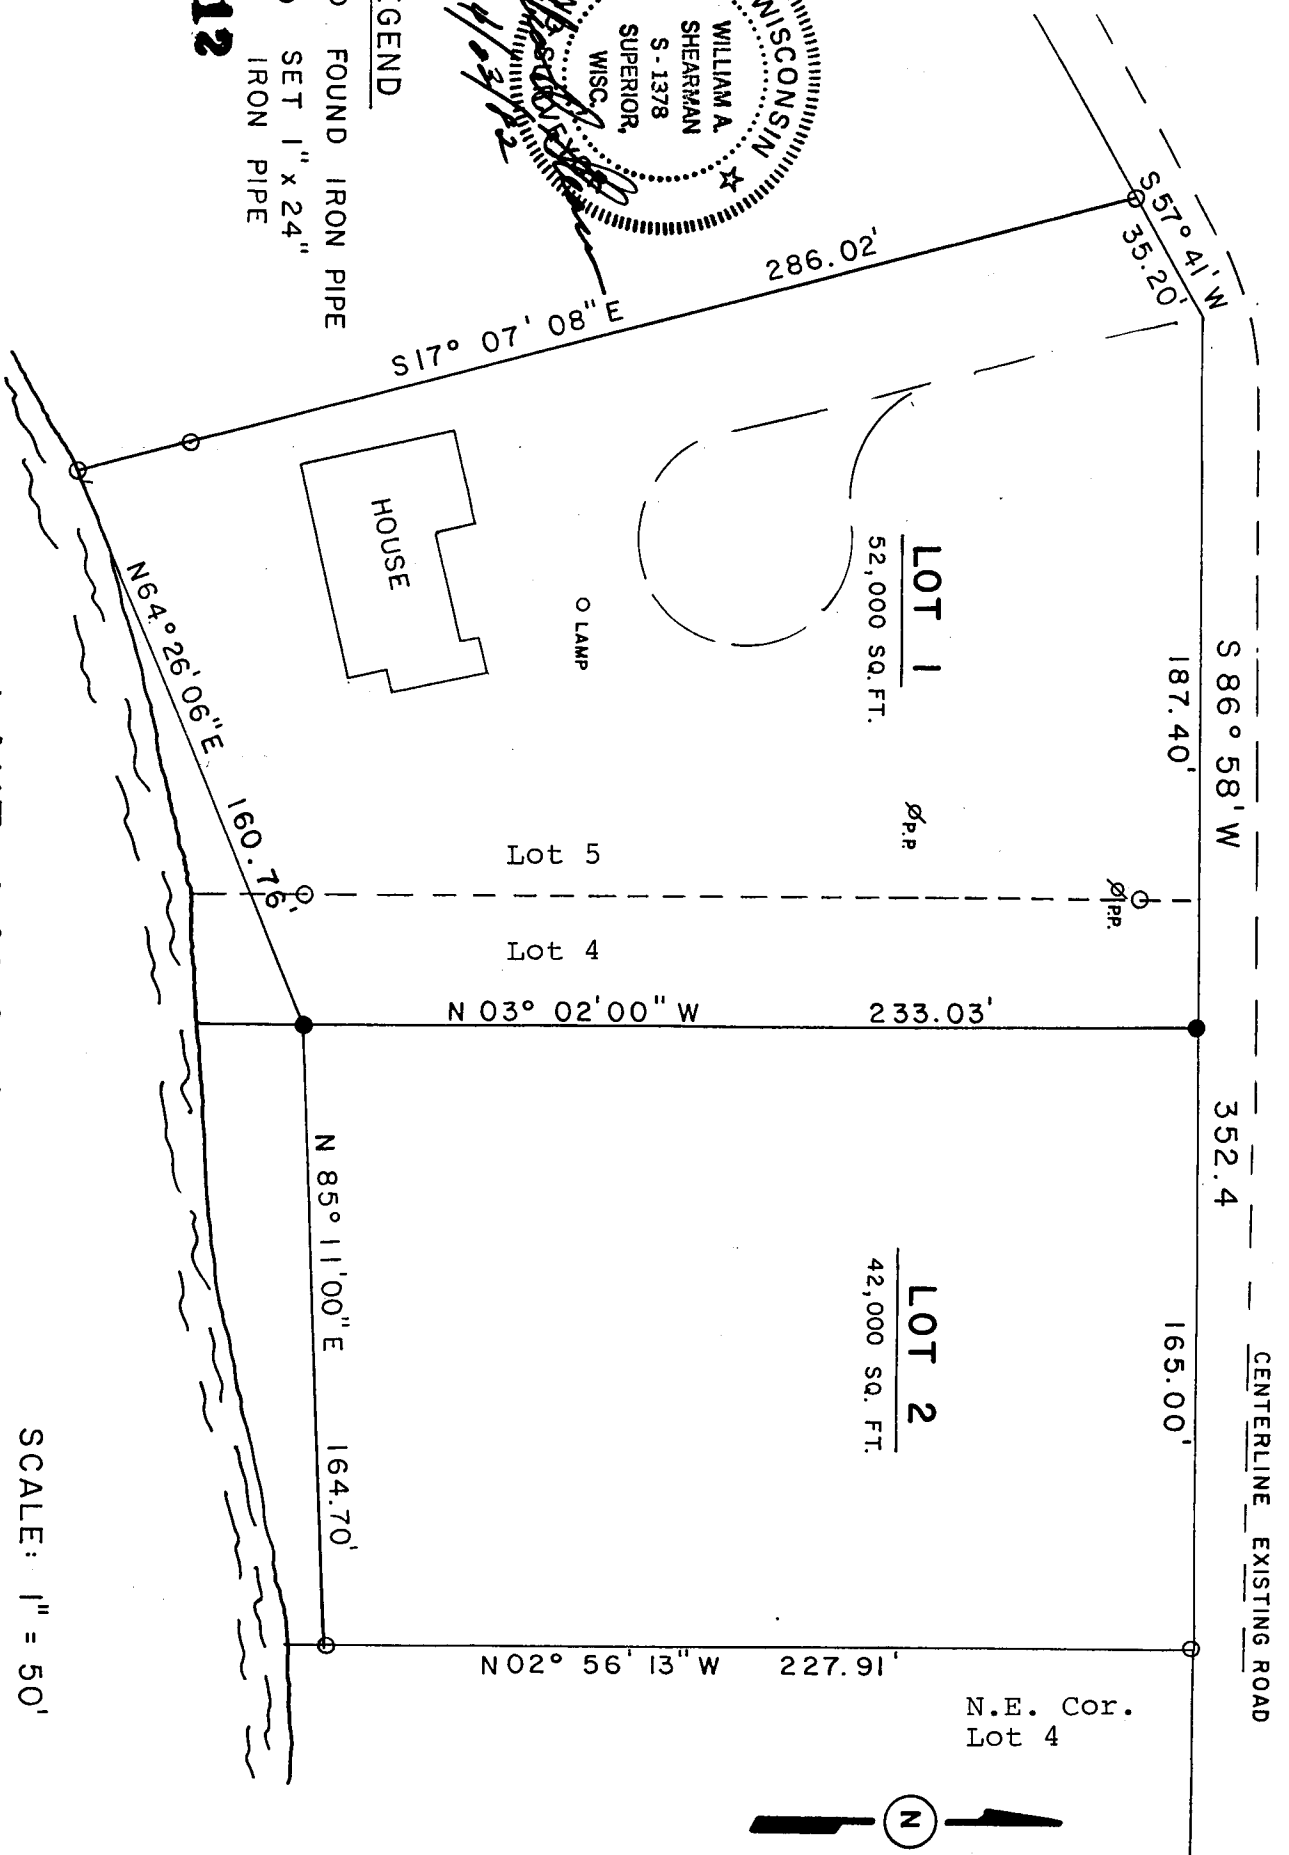 WISCONSIN
WILLIAM A.
SHEARMAN
S-1378
SUPERIOR,
WISC.
FOUND IRON PIPE
SET 1" x 24"
IRON PIPE
12
S 57° 41' W
35.20'
S 86° 58' W
352.4
187.40'
165.00'
CENTERLINE EXISTING ROAD
286.02'
S 17° 07' 08" E
LOT 1
52,000 SQ. FT.
HOUSE
LAMP
P.P.
P.P.
Lot 5
Lot 4
N 64° 26' 06" E
160.76'
N 03° 02' 00" W
233.03'
LOT 2
42,000 SQ. FT.
N 85° 11' 00" E
164.70'
N 02° 56' 13" W
227.91'
N.E. Cor.
Lot 4
N
SCALE: 1" = 50'